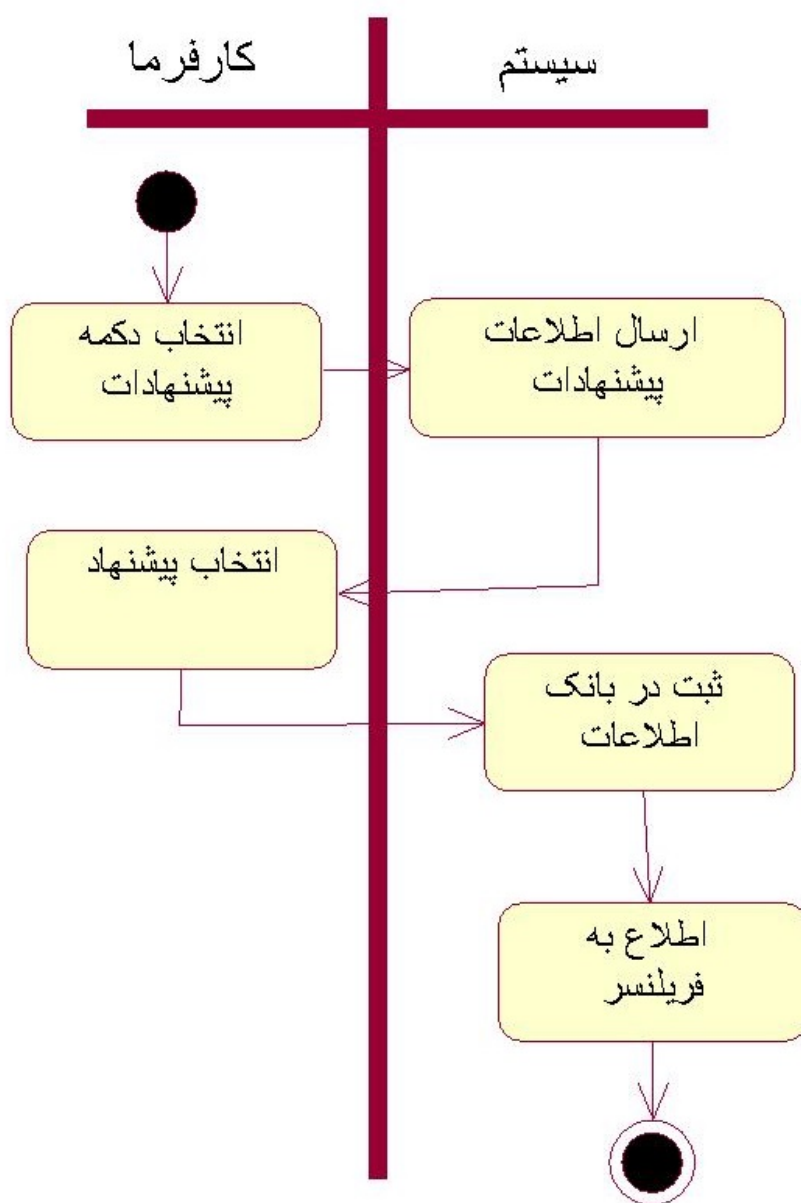 کارفرما
سیستم
انتخاب دکمه
پیشنهادات
ارسال اطلاعات
پیشنهادات
انتخاب پیشنهاد
ثبت در بانک
اطلاعات
اطلاع به
فریلنسر